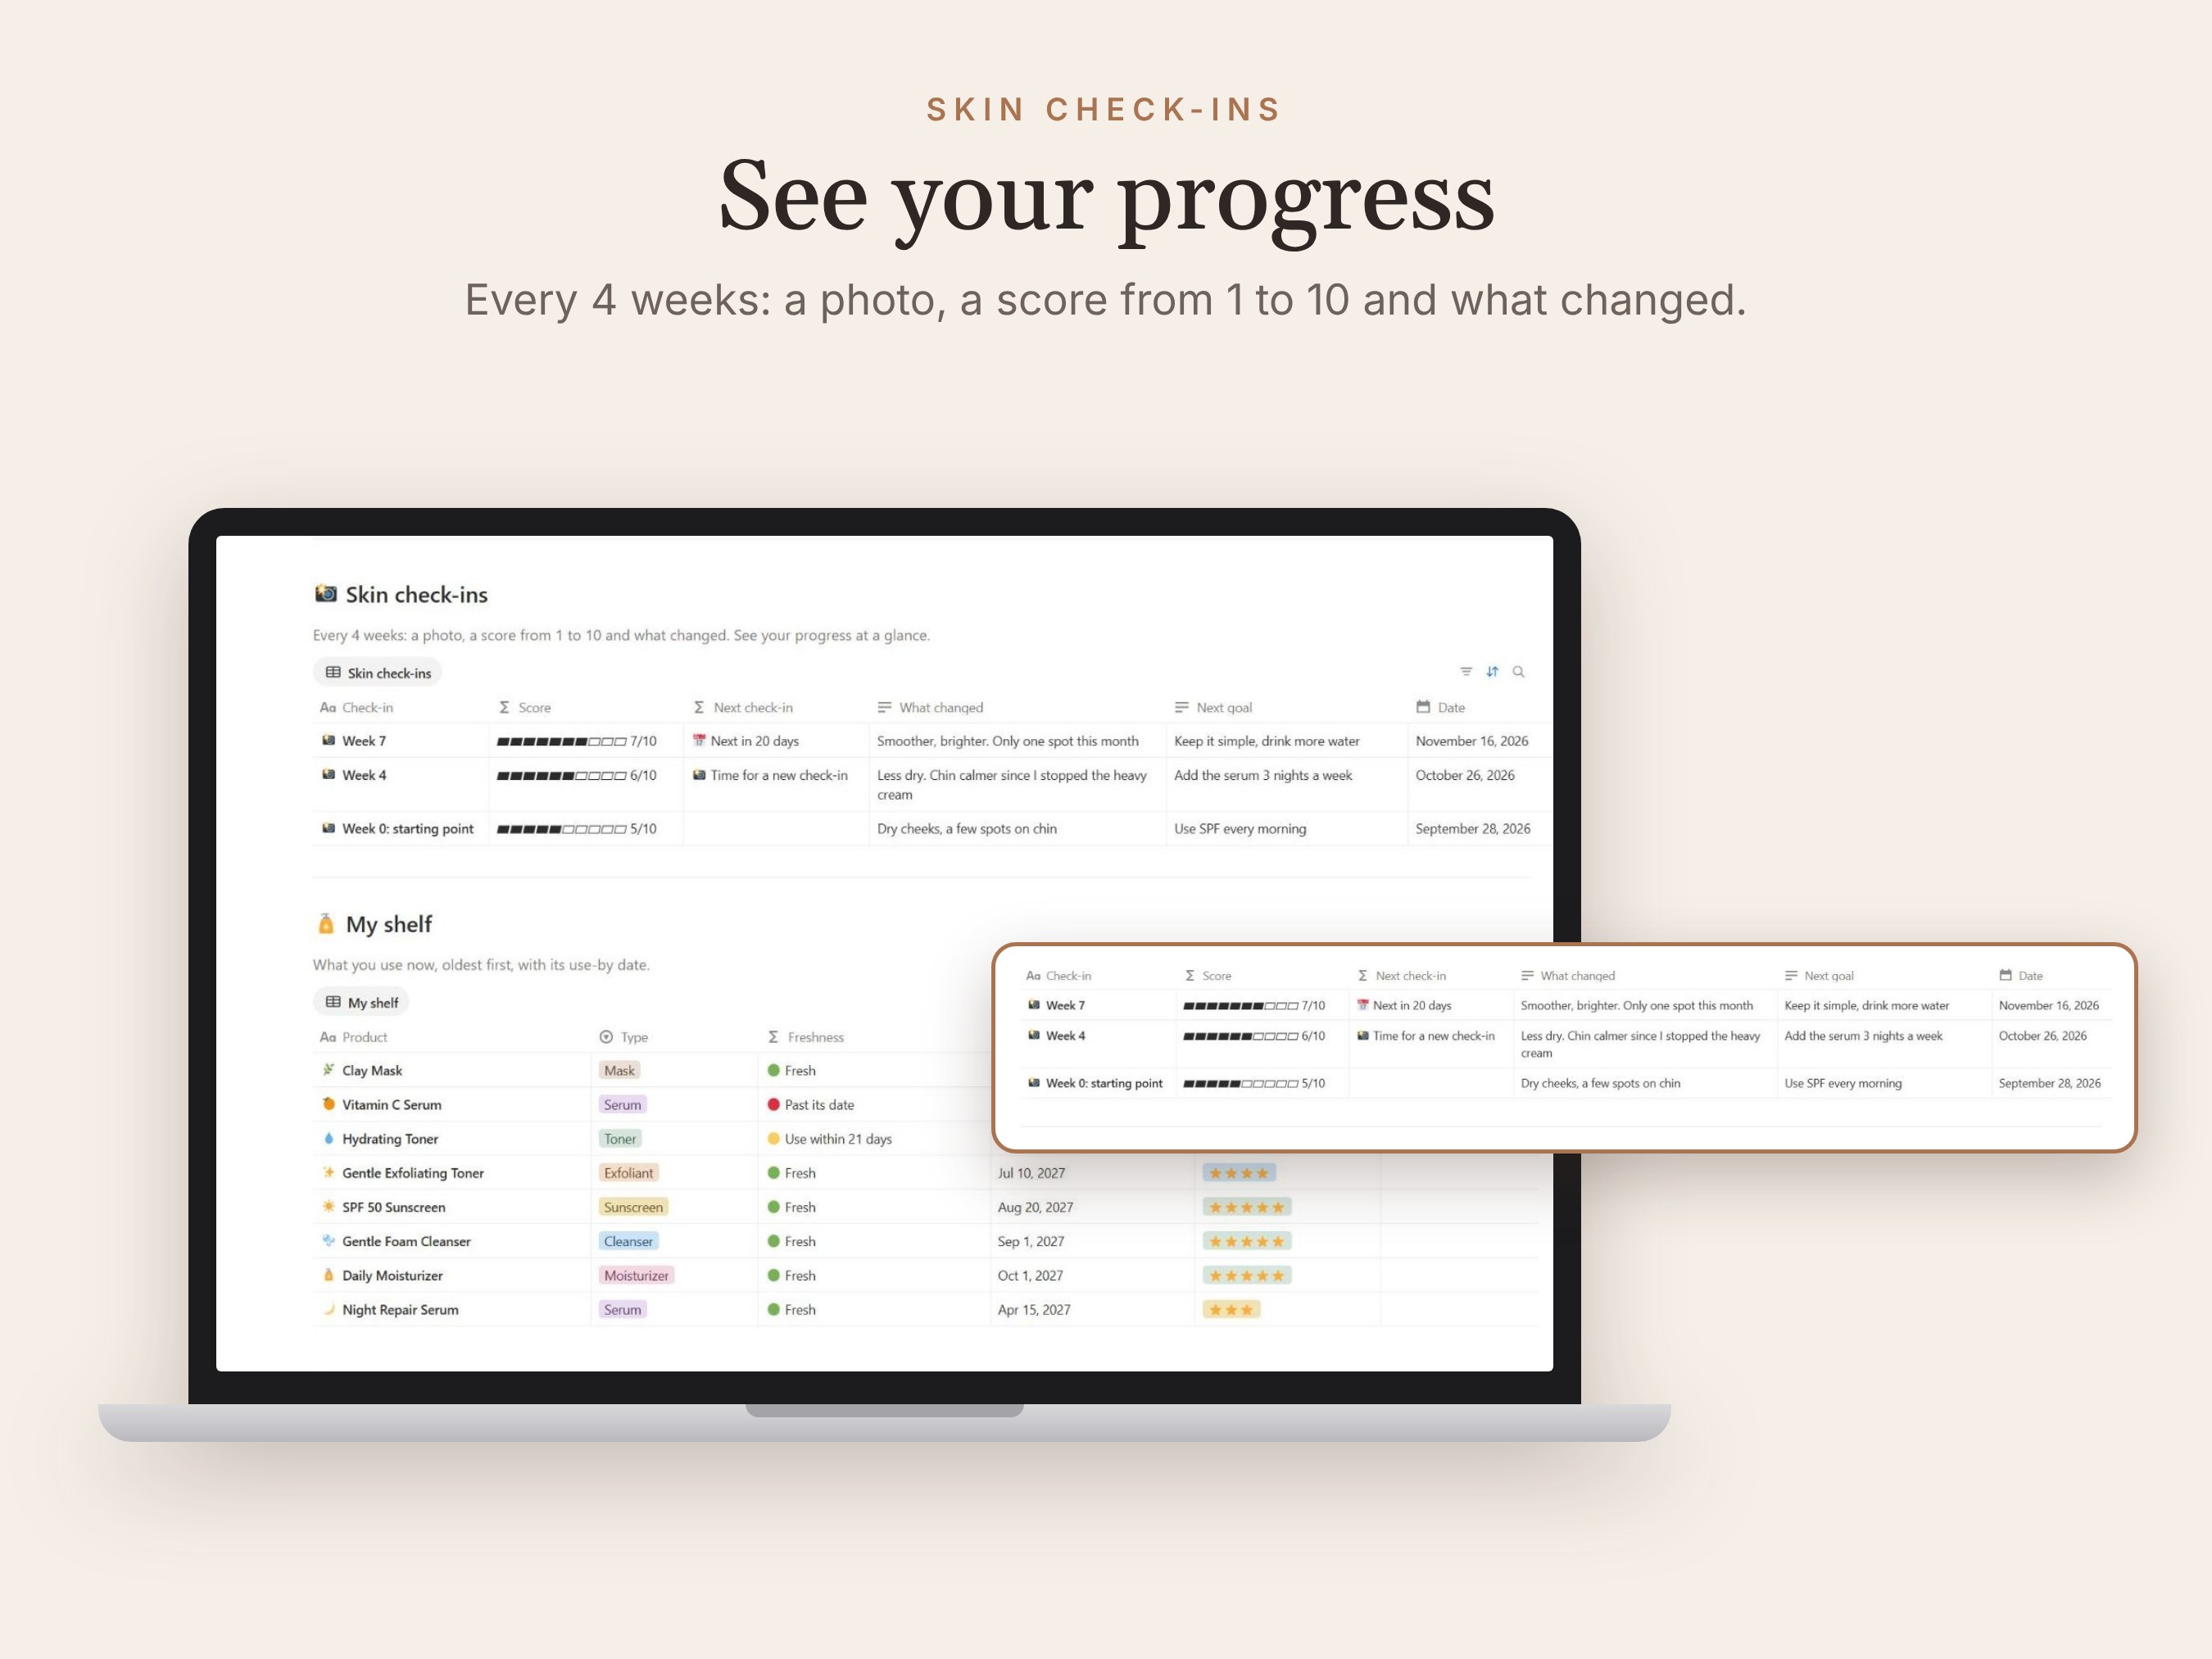 SKIN CHECK-INS
See your progress
Every 4 weeks: a photo, a score from 1 to 10 and what changed.
Skin check-ins
Every 4 weeks: a photo, a score from 1 to 10 and what changed. See your progress at a glance.
Skin check-ins
Aa Check-in Σ Score Σ Next check-in What changed Next goal Date
Week 7 7/10 Next in 20 days Smoother, brighter. Only one spot this month Keep it simple, drink more water November 16, 2026
Week 4 6/10 Time for a new check-in Less dry. Chin calmer since I stopped the heavy Add the serum 3 nights a week October 26, 2026
cream
Week 0: starting point 5/10 Dry cheeks, a few spots on chin Use SPF every morning September 28, 2026
My shelf
What you use now, oldest first, with its use-by date.
My shelf
Aa Product Type Σ Freshness
Clay Mask Mask Fresh
Vitamin C Serum Serum Past its date
Hydrating Toner Toner Use within 21 days
Gentle Exfoliating Toner Exfoliant Fresh Jul 10, 2027
SPF 50 Sunscreen Sunscreen Fresh Aug 20, 2027
Gentle Foam Cleanser Cleanser Fresh Sep 1, 2027
Daily Moisturizer Moisturizer Fresh Oct 1, 2027
Night Repair Serum Serum Fresh Apr 15, 2027
Aa Check-in Σ Score Σ Next check-in What changed Next goal Date
Week 7 7/10 Next in 20 days Smoother, brighter. Only one spot this month Keep it simple, drink more water November 16, 2026
Week 4 6/10 Time for a new check-in Less dry. Chin calmer since I stopped the heavy Add the serum 3 nights a week October 26, 2026
cream
Week 0: starting point 5/10 Dry cheeks, a few spots on chin Use SPF every morning September 28, 2026